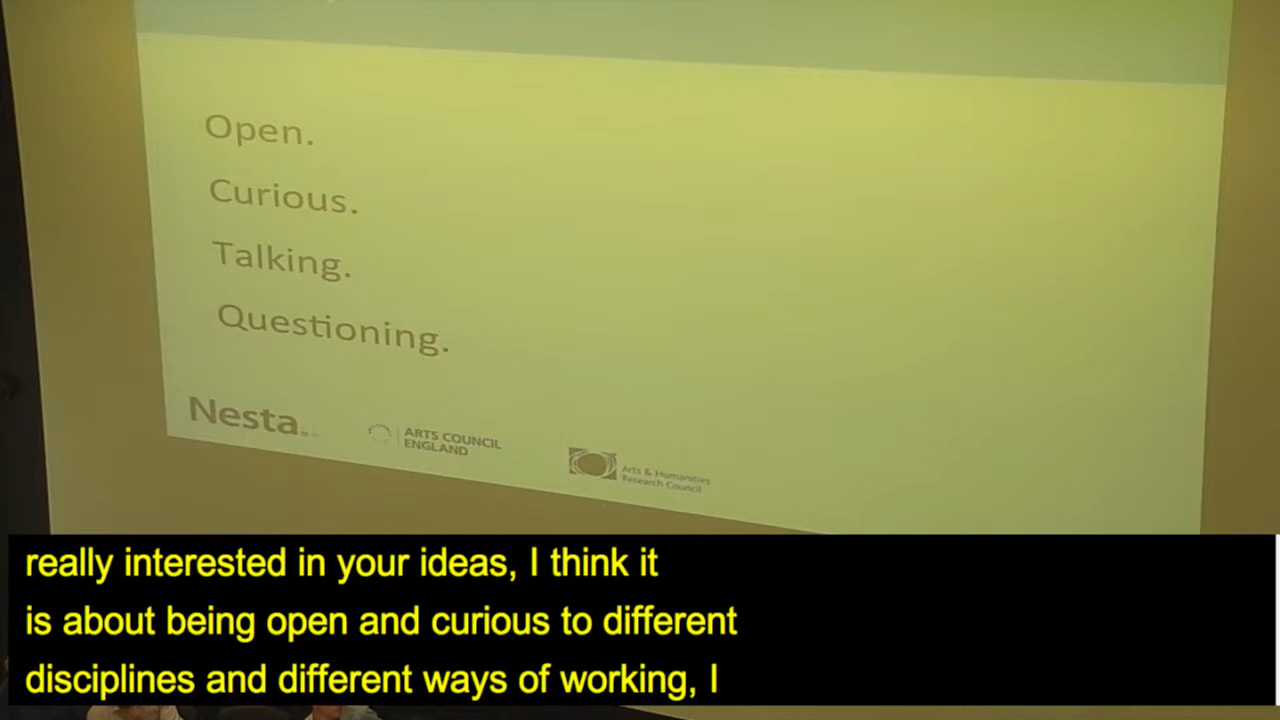 Open.
Curious.
Talking.
Questioning.
Nesta..
ARTS COUNCIL
ENGLAND
Arts & Humanities
Research Council
really interested in your ideas, I think it
is about being open and curious to different
disciplines and different ways of working, I